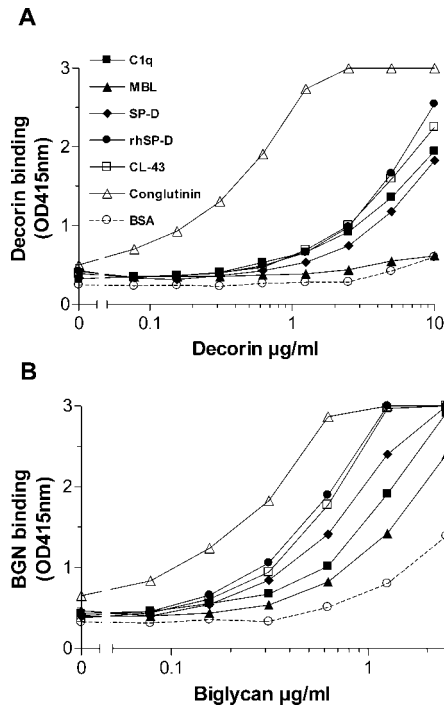 A
C1q
MBL
SP-D
rhSP-D
CL-43
Conglutinin
BSA
3
2
1
0
Decorin binding
(OD415nm)
0
0.1
1
10
Decorin µg/ml
B
3
2
1
0
BGN binding
(OD415nm)
0
0.1
1
Biglycan µg/ml